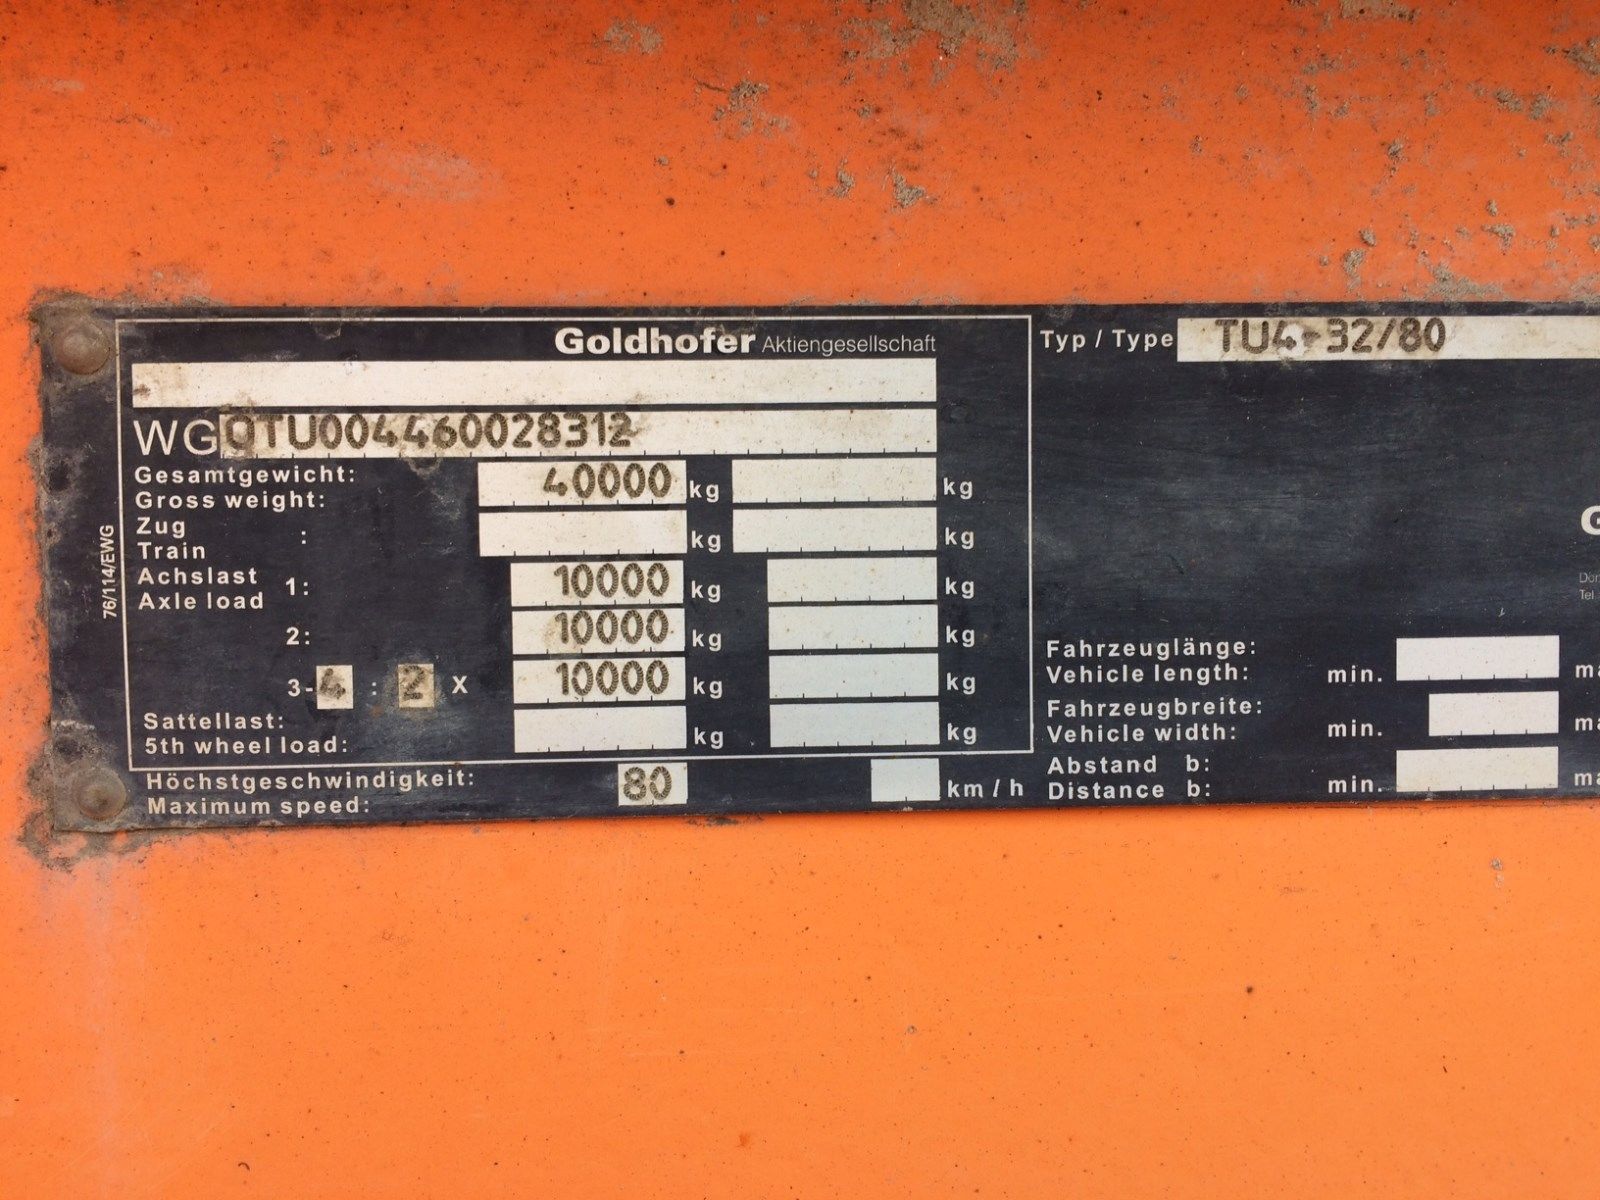 Goldhofer Aktiengesellschaft
Typ / Type TU4-32/80
WG0TU004460028312
Gesamtgewicht: 40000 kg kg
Gross weight:
Zug : kg kg
Train
Achslast 1: 10000 kg kg
Axle load
2: 10000 kg kg
3-4 : 2 x 10000 kg kg
Sattellast: kg kg
5th wheel load:
Höchstgeschwindigkeit: 80 km/h
Maximum speed:
76/114/EWG
G
Tel.
Fahrzeuglänge:
Vehicle length: min.
Fahrzeugbreite:
Vehicle width: min.
Abstand b:
Distance b: min.